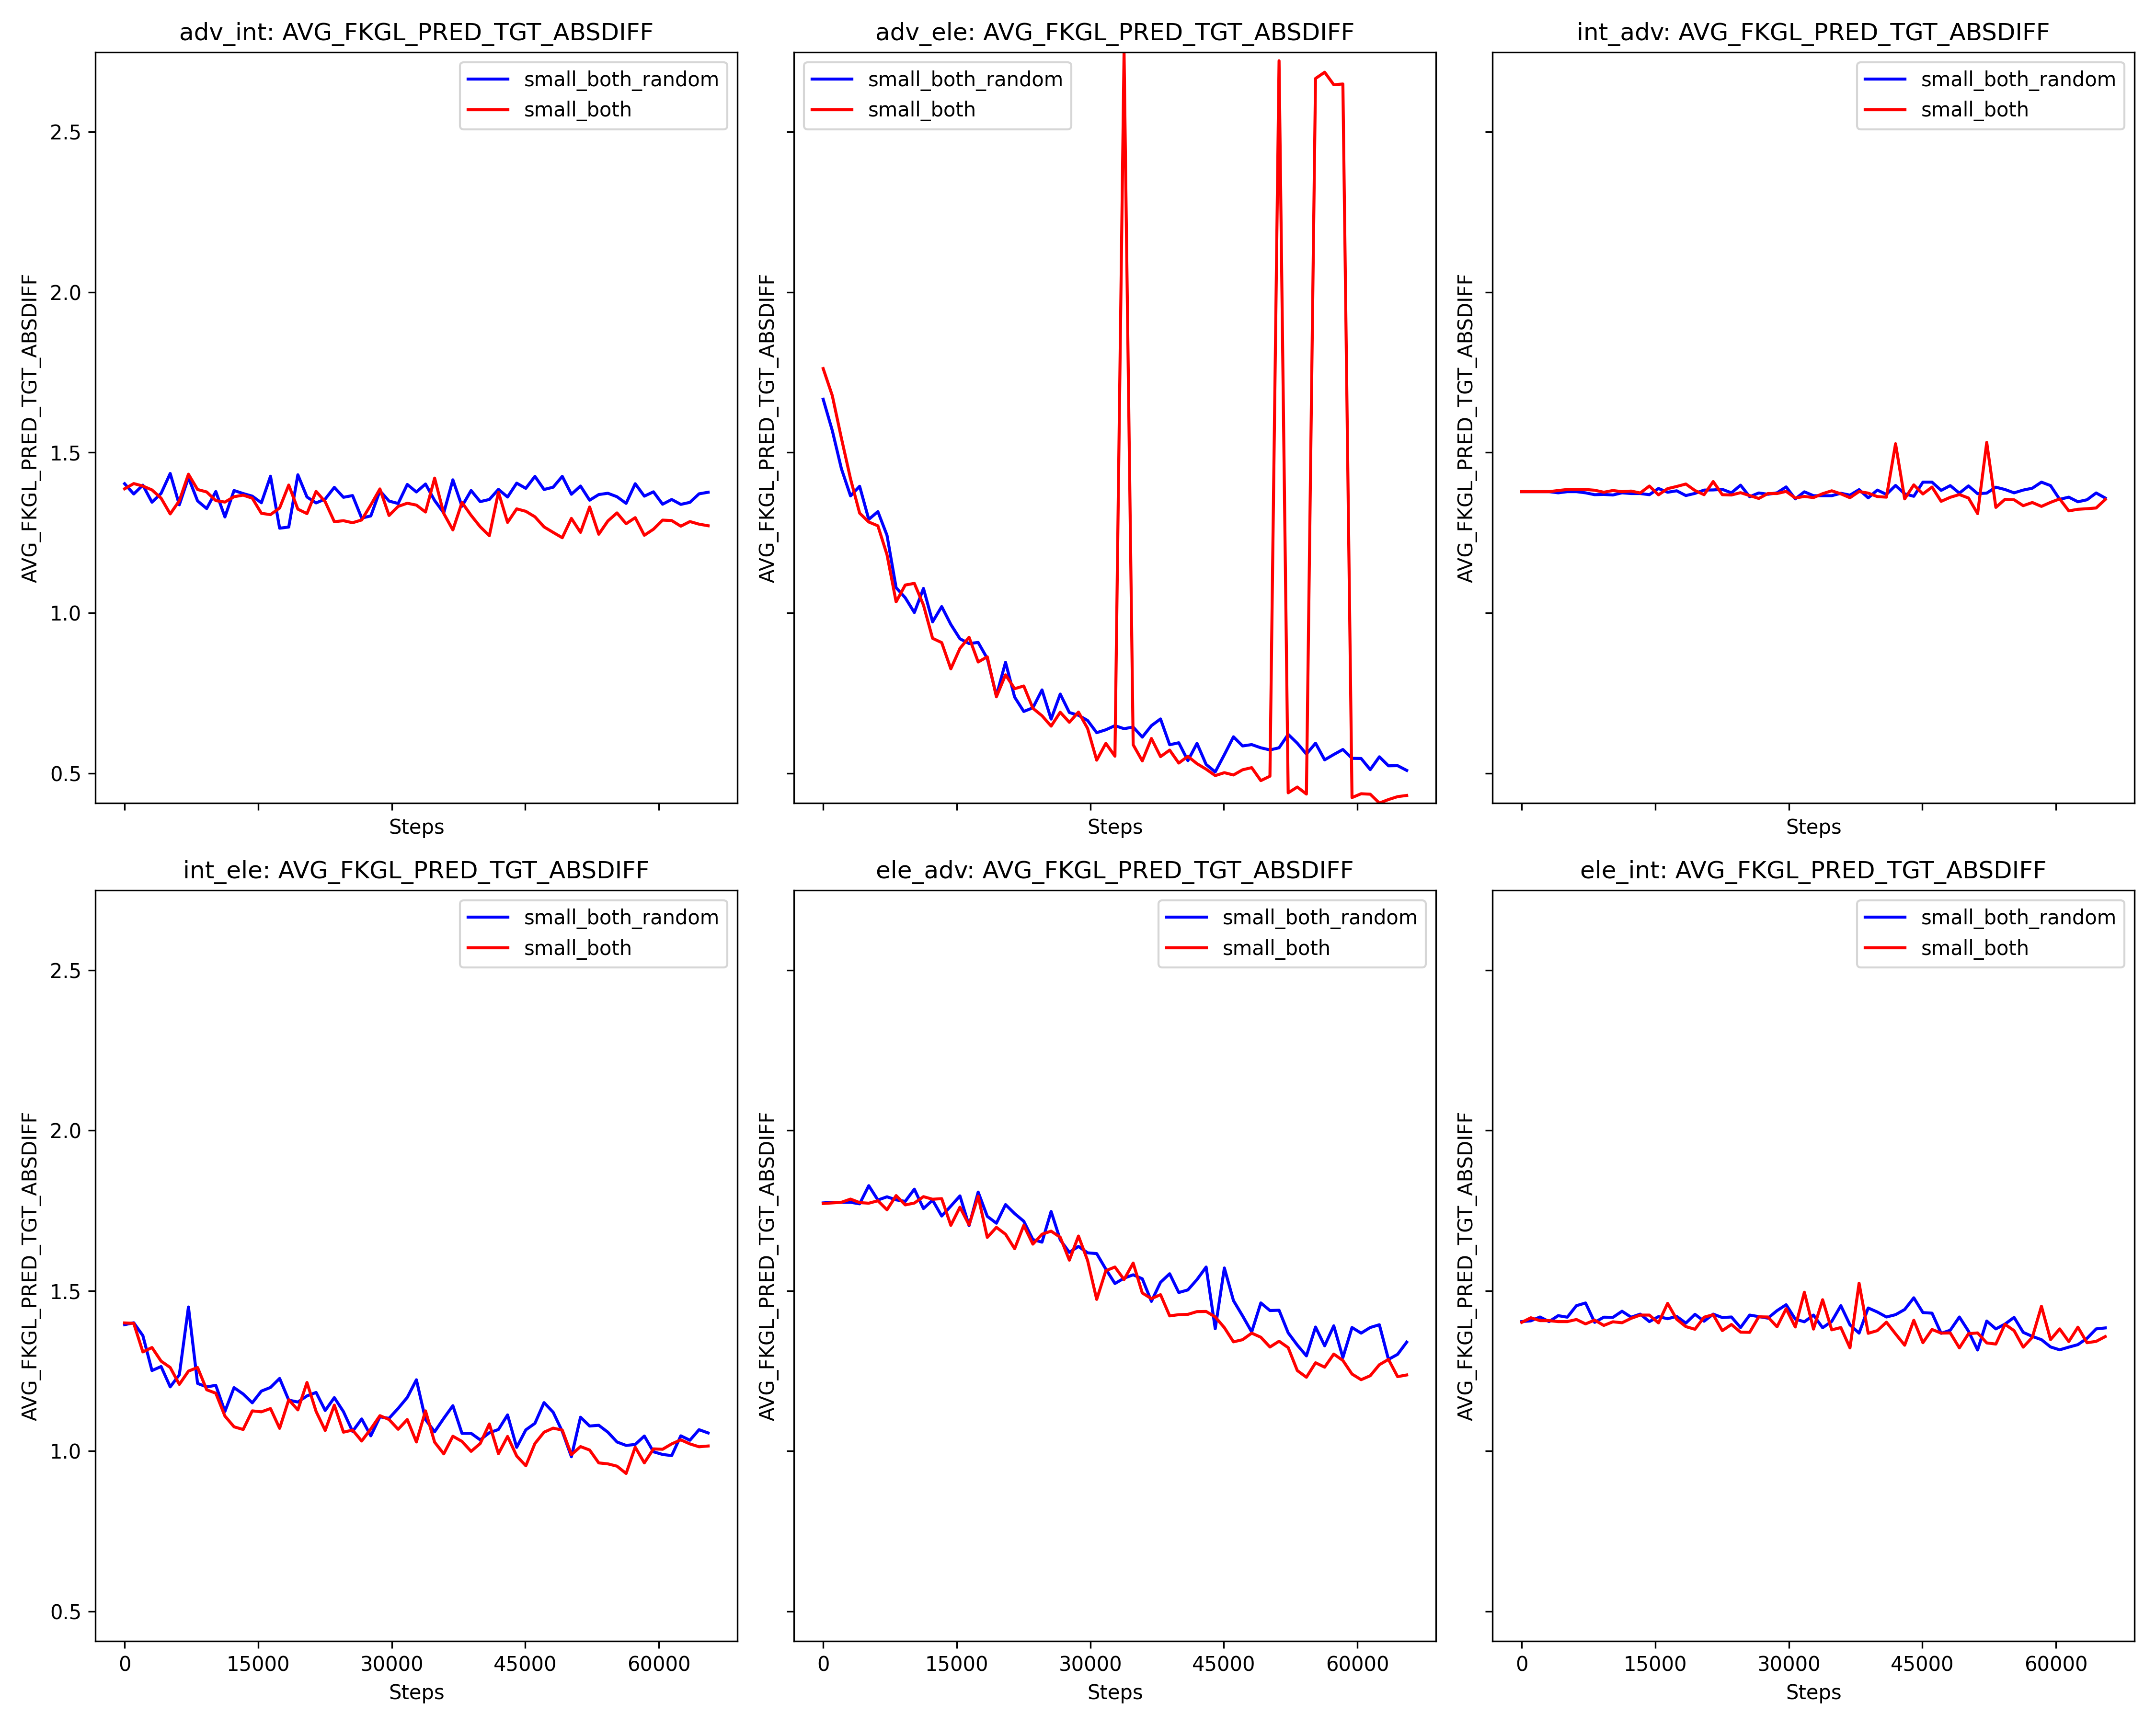 adv_int: AVG_FKGL_PRED_TGT_ABSDIFF
AVG_FKGL_PRED_TGT_ABSDIFF
2.5
2.0
1.5
1.0
0.5
small_both_random
small_both
Steps
adv_ele: AVG_FKGL_PRED_TGT_ABSDIFF
AVG_FKGL_PRED_TGT_ABSDIFF
small_both_random
small_both
Steps
int_adv: AVG_FKGL_PRED_TGT_ABSDIFF
AVG_FKGL_PRED_TGT_ABSDIFF
small_both_random
small_both
Steps
int_ele: AVG_FKGL_PRED_TGT_ABSDIFF
AVG_FKGL_PRED_TGT_ABSDIFF
2.5
2.0
1.5
1.0
0.5
small_both_random
small_both
0 15000 30000 45000 60000
Steps
ele_adv: AVG_FKGL_PRED_TGT_ABSDIFF
AVG_FKGL_PRED_TGT_ABSDIFF
small_both_random
small_both
0 15000 30000 45000 60000
Steps
ele_int: AVG_FKGL_PRED_TGT_ABSDIFF
AVG_FKGL_PRED_TGT_ABSDIFF
small_both_random
small_both
0 15000 30000 45000 60000
Steps